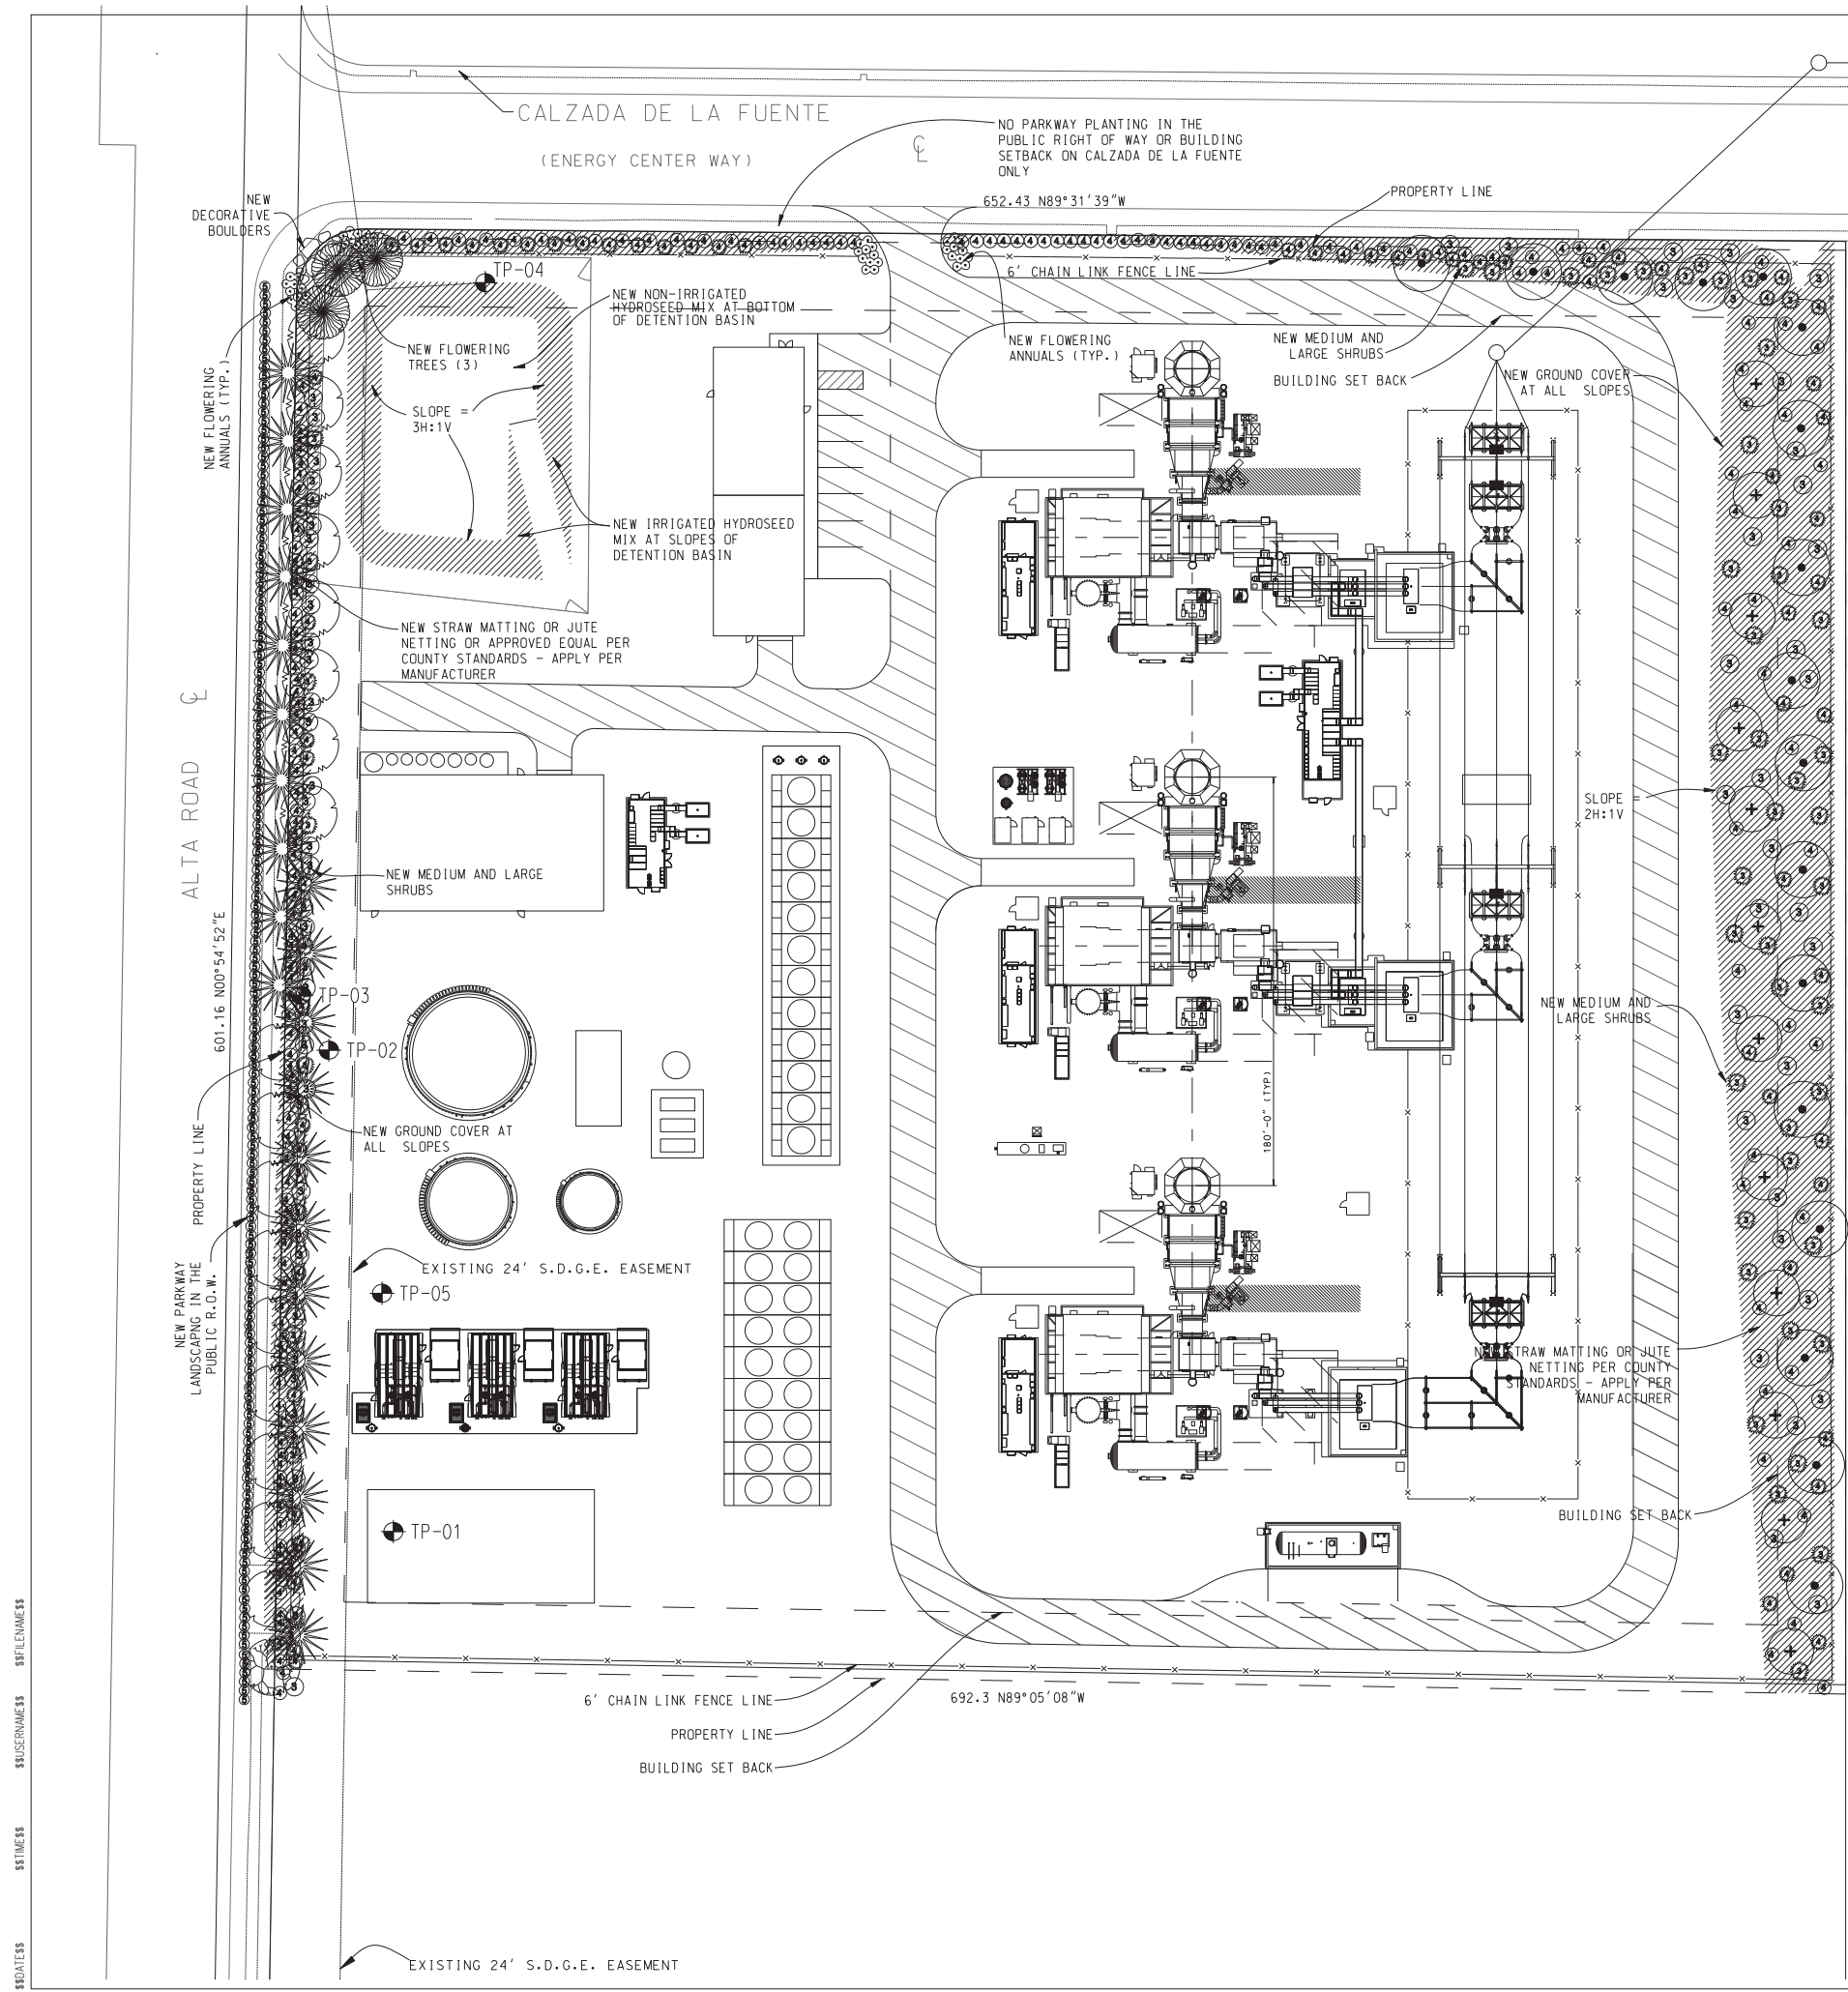 CALZADA DE LA FUENTE
(ENERGY CENTER WAY)
NO PARKWAY PLANTING IN THE
PUBLIC RIGHT OF WAY OR BUILDING
SETBACK ON CALZADA DE LA FUENTE
ONLY
652.43 N89°31'39"W
PROPERTY LINE
NEW
DECORATIVE
BOULDERS
TP-04
6' CHAIN LINK FENCE LINE
NEW NON-IRRIGATED
HYDROSEED MIX AT BOTTOM
OF DETENTION BASIN
NEW FLOWERING
TREES (3)
NEW FLOWERING
ANNUALS (TYP.)
NEW MEDIUM AND
LARGE SHRUBS
BUILDING SET BACK
NEW GROUND COVER
AT ALL SLOPES
NEW FLOWERING
ANNUALS (TYP.)
SLOPE =
3H:1V
NEW IRRIGATED HYDROSEED
MIX AT SLOPES OF
DETENTION BASIN
NEW STRAW MATTING OR JUTE
NETTING OR APPROVED EQUAL PER
COUNTY STANDARDS - APPLY PER
MANUFACTURER
ALTA ROAD
SLOPE =
2H:1V
NEW MEDIUM AND LARGE
SHRUBS
601.16 N00°54'52"E
TP-03
TP-02
NEW MEDIUM AND
LARGE SHRUBS
180'-0" (TYP)
NEW GROUND COVER AT
ALL SLOPES
PROPERTY LINE
EXISTING 24' S.D.G.E. EASEMENT
TP-05
NEW PARKWAY
LANDSCAPNG IN THE
PUBLIC R.O.W.
NEW STRAW MATTING OR JUTE
NETTING PER COUNTY
STANDARDS - APPLY PER
MANUFACTURER
BUILDING SET BACK
TP-01
6' CHAIN LINK FENCE LINE
692.3 N89°05'08"W
PROPERTY LINE
BUILDING SET BACK
EXISTING 24' S.D.G.E. EASEMENT
$$FILENAME$$
$$USERNAME$$
$$TIME$$
$$DATE$$